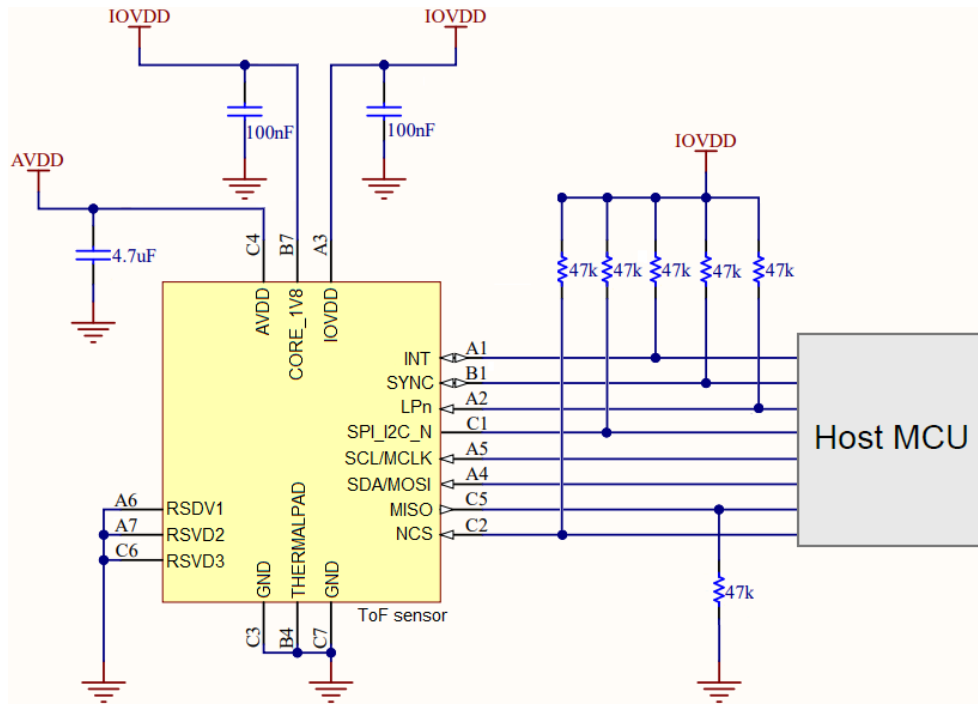 IOVDD
IOVDD
100nF
100nF
AVDD
IOVDD
4.7uF
C4
B7
A3
47k
47k
47k
47k
47k
AVDD
CORE_1V8
IOVDD
INT
A1
SYNC
B1
LPn
A2
SPI_I2C_N
C1
SCL/MCLK
A5
SDA/MOSI
A4
MISO
C5
NCS
C2
Host MCU
A6
RSDV1
A7
RSVD2
C6
RSVD3
GND
THERMALPAD
GND
ToF sensor
C3
B4
C7
47k